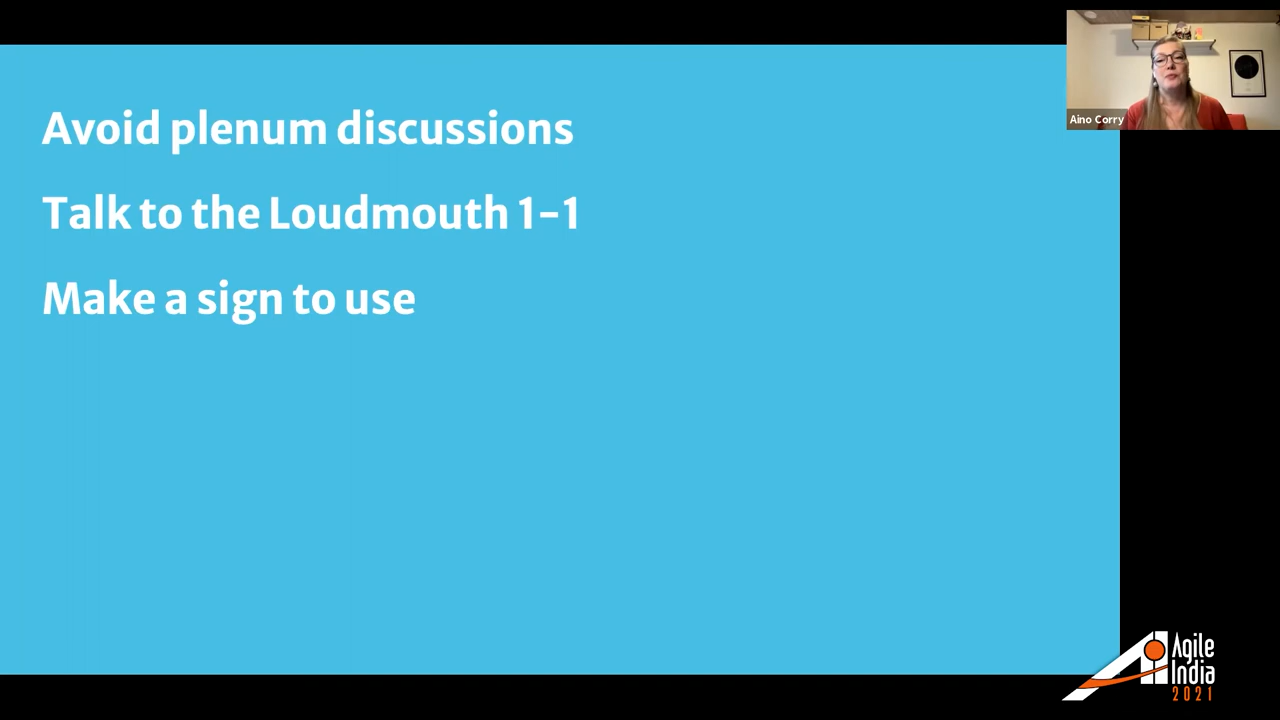 Avoid plenum discussions
Talk to the Loudmouth 1-1
Make a sign to use
Aino Corry
Agile
India
2021